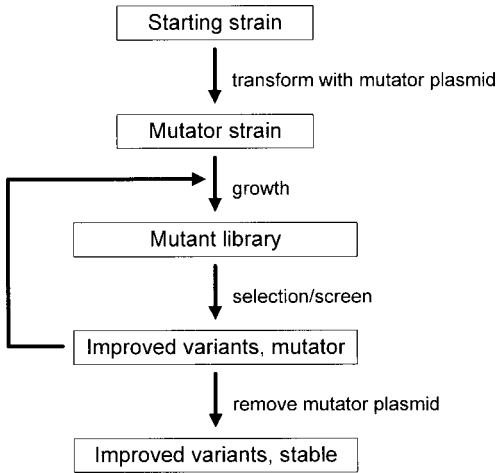 Starting strain
transform with mutator plasmid
Mutator strain
growth
Mutant library
selection/screen
Improved variants, mutator
remove mutator plasmid
Improved variants, stable